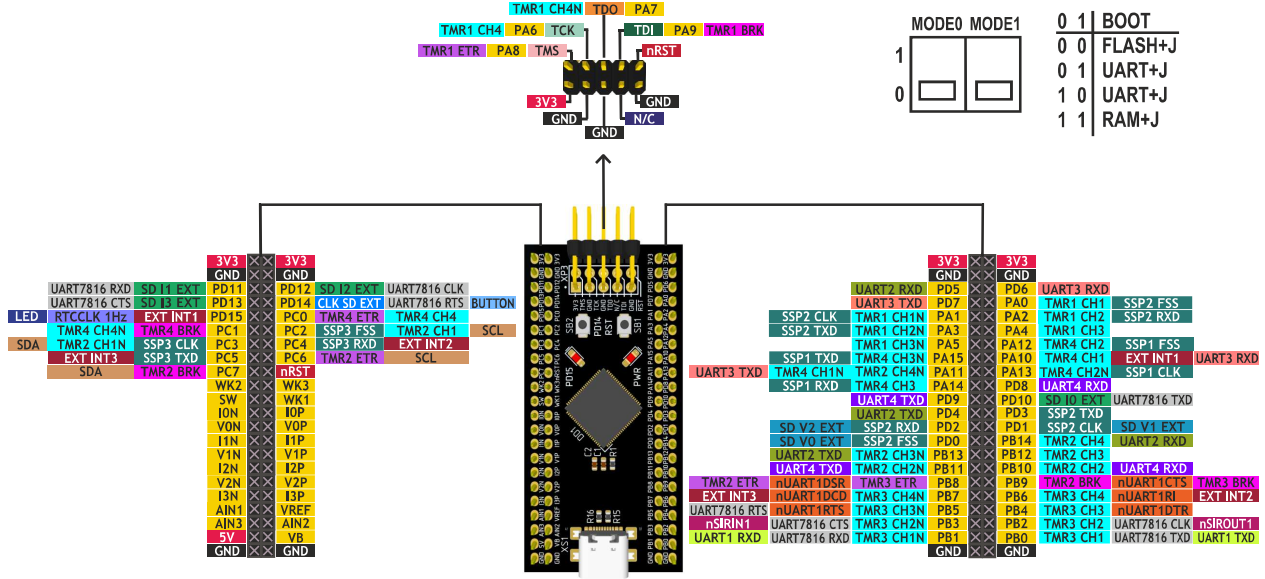 TMR1 CH4N TDO PA7
TMR1 CH4 PA6 TCK TDI PA9 TMR1 BRK
TMR1 ETR PA8 TMS nRST
3V3 GND
GND N/C
GND
MODE0 MODE1
1
0
0 1 BOOT
0 0 FLASH+J
0 1 UART+J
1 0 UART+J
1 1 RAM+J
3V3 3V3
GND GND
UART7816 RXD SD I1 EXT PD11 PD12 SD I2 EXT UART7816 CLK
UART7816 CTS SD I3 EXT PD13 PD14 CLK SD EXT UART7816 RTS BUTTON
LED RTCCLK 1Hz EXT INT1 PD15 PC0 TMR4 ETR TMR4 CH4
TMR4 CH4N TMR4 BRK PC1 PC2 SSP3 FSS TMR2 CH1 SCL
SDA TMR2 CH1N SSP3 CLK PC3 PC4 SSP3 RXD EXT INT2
EXT INT3 SSP3 TXD PC5 PC6 TMR2 ETR SCL
SDA TMR2 BRK PC7 nRST
WK2 WK3
SW WK1
I0N I0P
V0N V0P
I1N I1P
V1N V1P
I2N I2P
V2N V2P
I3N I3P
AIN1 VREF
AIN3 AIN2
5V VB
GND GND
XP3
SB2
PD14
RST
SB1
PD15
PWR
DD1
C2
C1
R1
R16
R15
XS1
3V3 3V3
GND GND
UART2 RXD PD5 PD6 UART3 RXD
UART3 TXD PD7 PA0 TMR1 CH1 SSP2 FSS
SSP2 CLK TMR1 CH1N PA1 PA2 TMR1 CH2 SSP2 RXD
SSP2 TXD TMR1 CH2N PA3 PA4 TMR1 CH3
TMR1 CH3N PA5 PA12 TMR4 CH3N
SSP1 TXD TMR4 CH3N PA15 PA10 TMR4 CH1 EXT INT1 UART3 RXD
UART3 TXD TMR4 CH1N TMR4 CH2 PA11 PA13 TMR4 CH2N SSP1 CLK
SSP1 RXD TMR4 CH3 PA14 PD8 UART4 RXD
UART4 TXD PD9 PD10 SD I0 EXT UART7816 TXD
UART2 TXD PD4 PD3 SSP2 TXD
SD V2 EXT SSP2 RXD PD2 PD1 SSP2 CLK SD V1 EXT
SD V0 EXT SSP2 FSS PD0 PB14 TMR2 CH4 UART2 RXD
UART2 TXD TMR2 CH3N PB13 PB12 TMR2 CH3
UART4 TXD TMR2 CH2N PB11 PB10 TMR2 CH2 UART4 RXD
TMR2 ETR nUART1DSR TMR3 ETR PB8 PB9 TMR2 BRK nUART1CTS TMR3 BRK
EXT INT3 nUART1DCD TMR3 CH4N PB7 PB6 TMR3 CH4 nUART1RI EXT INT2
UART7816 RTS nUART1RTS TMR3 CH3N PB5 PB4 TMR3 CH3 nUART1DTR
nSIRIN1 UART7816 CTS TMR3 CH2N PB3 PB2 TMR3 CH2 UART7816 CLK nSIROUT1
UART1 RXD UART7816 RXD TMR3 CH1N PB1 PB0 TMR3 CH1 UART7816 TXD UART1 TXD
GND GND